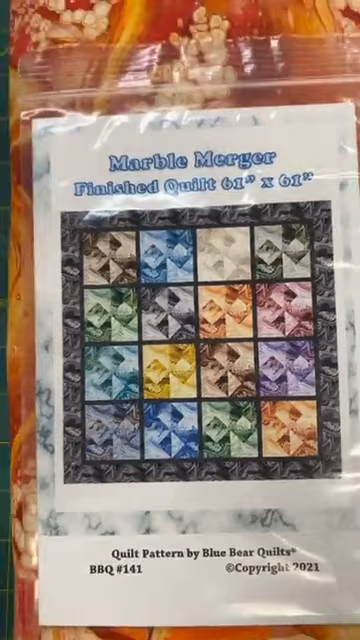 Marble Merger
Finished Quilt 61" x 61"
Quilt Pattern by Blue Bear Quilts®
BBQ #141 ©Copyright 2021